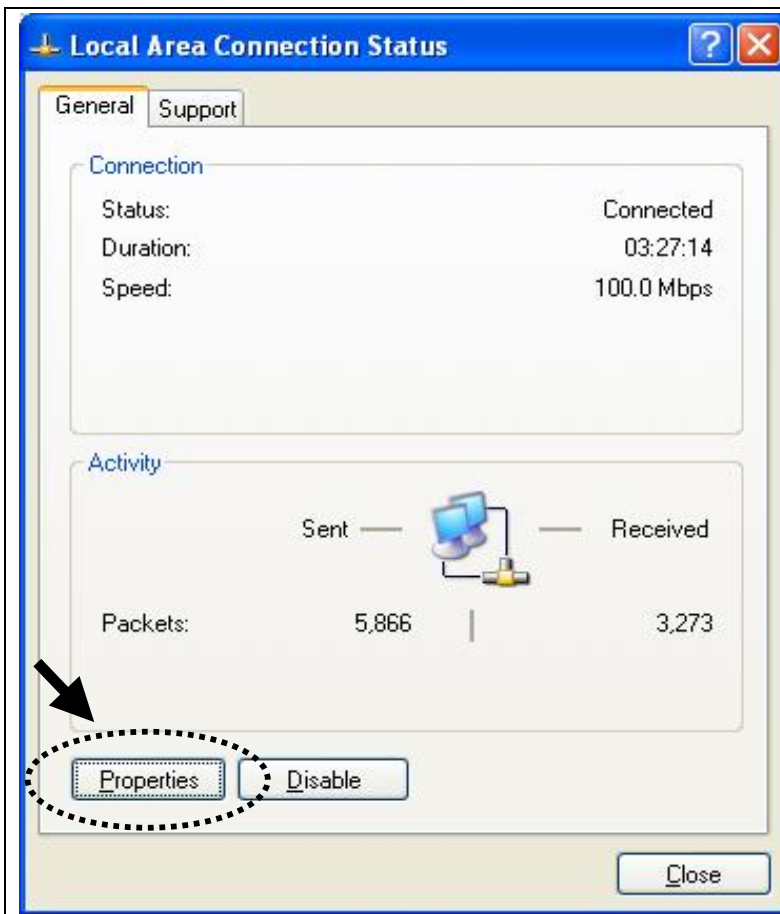 Local Area Connection Status
General Support
Connection
Status: Connected
Duration: 03:27:14
Speed: 100.0 Mbps
Activity
Sent Received
Packets: 5,866 3,273
Properties Disable
Close